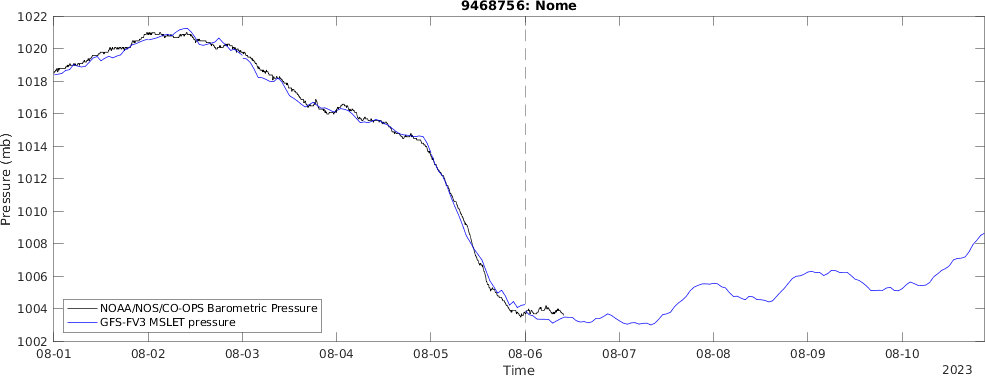 9468756: Nome
1022
1020
1018
1016
1014
1012
1010
1008
1006
1004
1002
Pressure (mb)
NOAA/NOS/CO-OPS Barometric Pressure
GFS-FV3 MSLET pressure
08-01 08-02 08-03 08-04 08-05 08-06 08-07 08-08 08-09 08-10
Time
2023